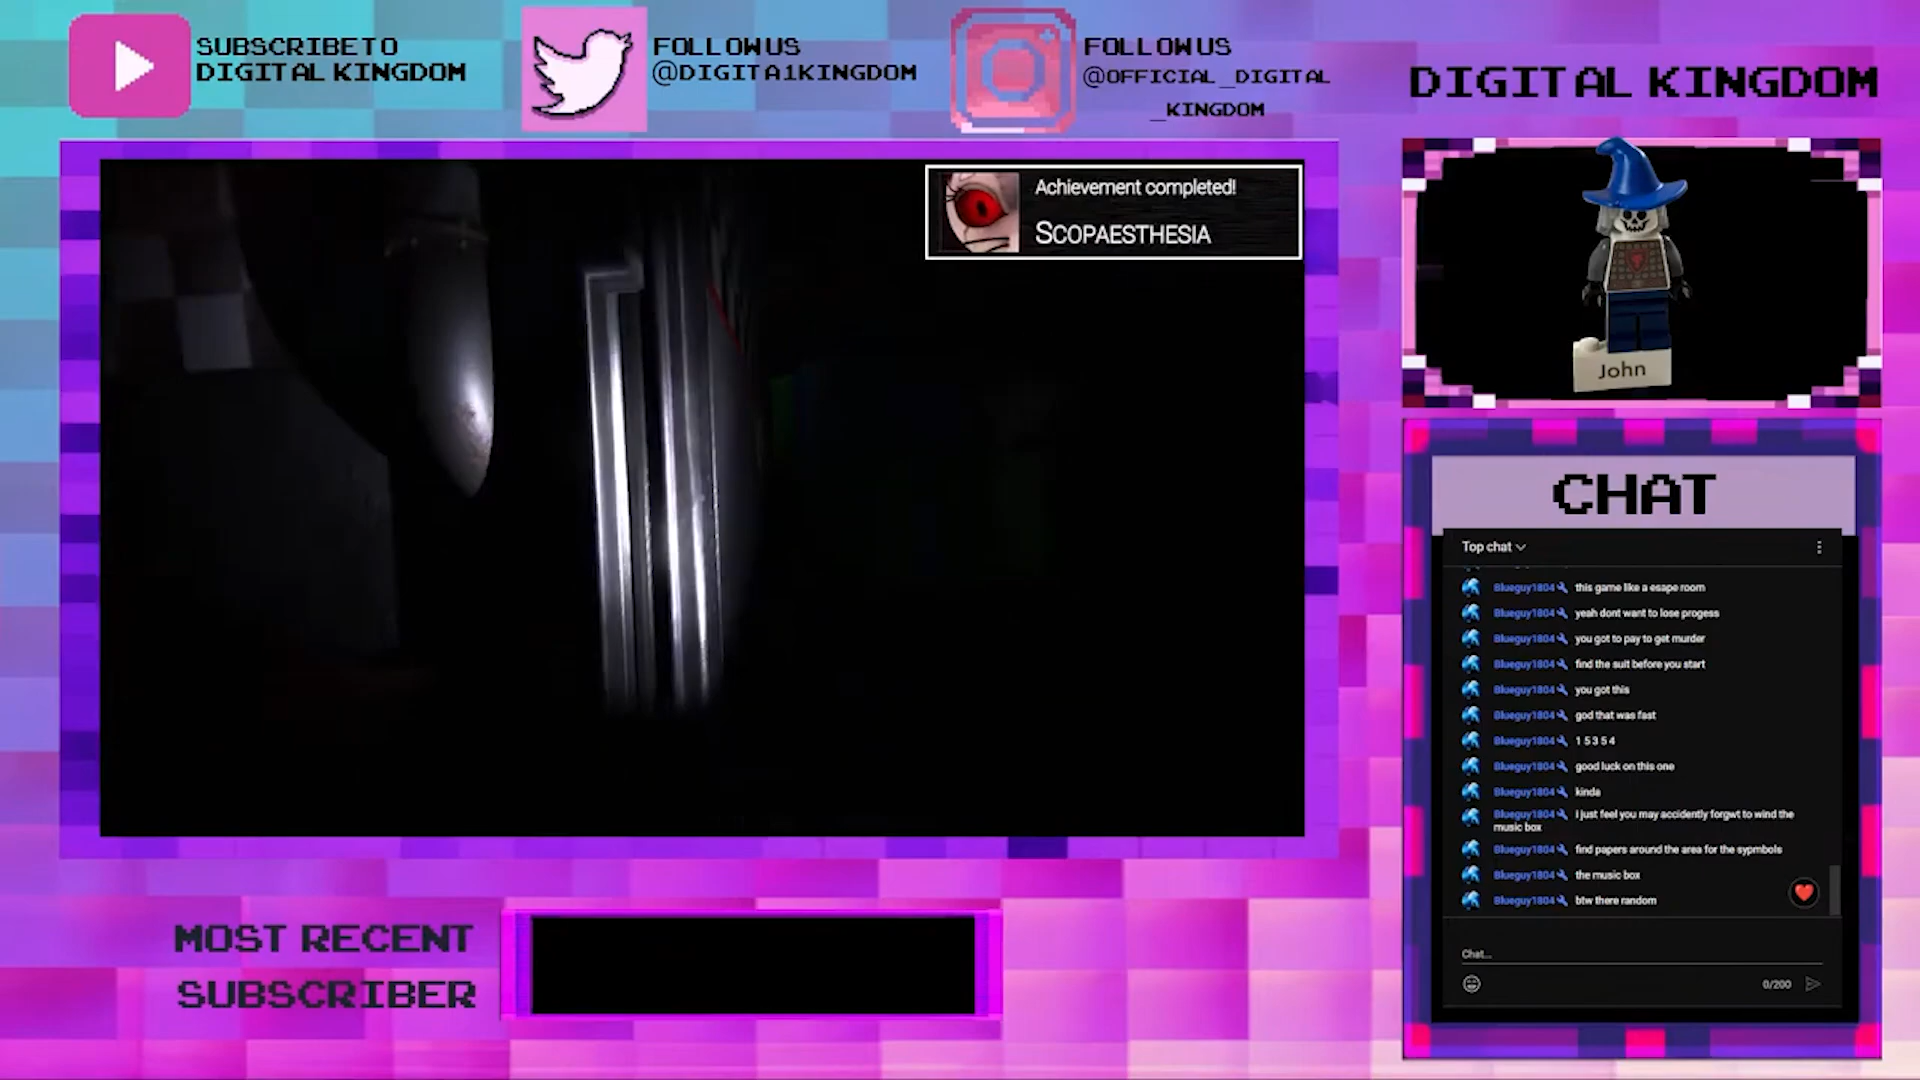 SUBSCRIBE TO
DIGITAL KINGDOM
FOLLOW US
@DIGITA1KINGDOM
FOLLOW US
@OFFICIAL_DIGITAL
_KINGDOM
DIGITAL KINGDOM
Achievement completed!
SCOPAESTHESIA
John
CHAT
Top chat
Blueguy1804 this game like a esape room
Blueguy1804 yeah dont want to lose progess
Blueguy1804 you got to pay to get murder
Blueguy1804 find the suit before you start
Blueguy1804 you got this
Blueguy1804 god that was fast
Blueguy1804 1 5 3 5 4
Blueguy1804 good luck on this one
Blueguy1804 kinda
Blueguy1804 i just feel you may accidently forgwt to wind the
music box
Blueguy1804 find papers around the area for the sypmbols
Blueguy1804 the music box
Blueguy1804 btw there random
Chat...
0/200
MOST RECENT
SUBSCRIBER